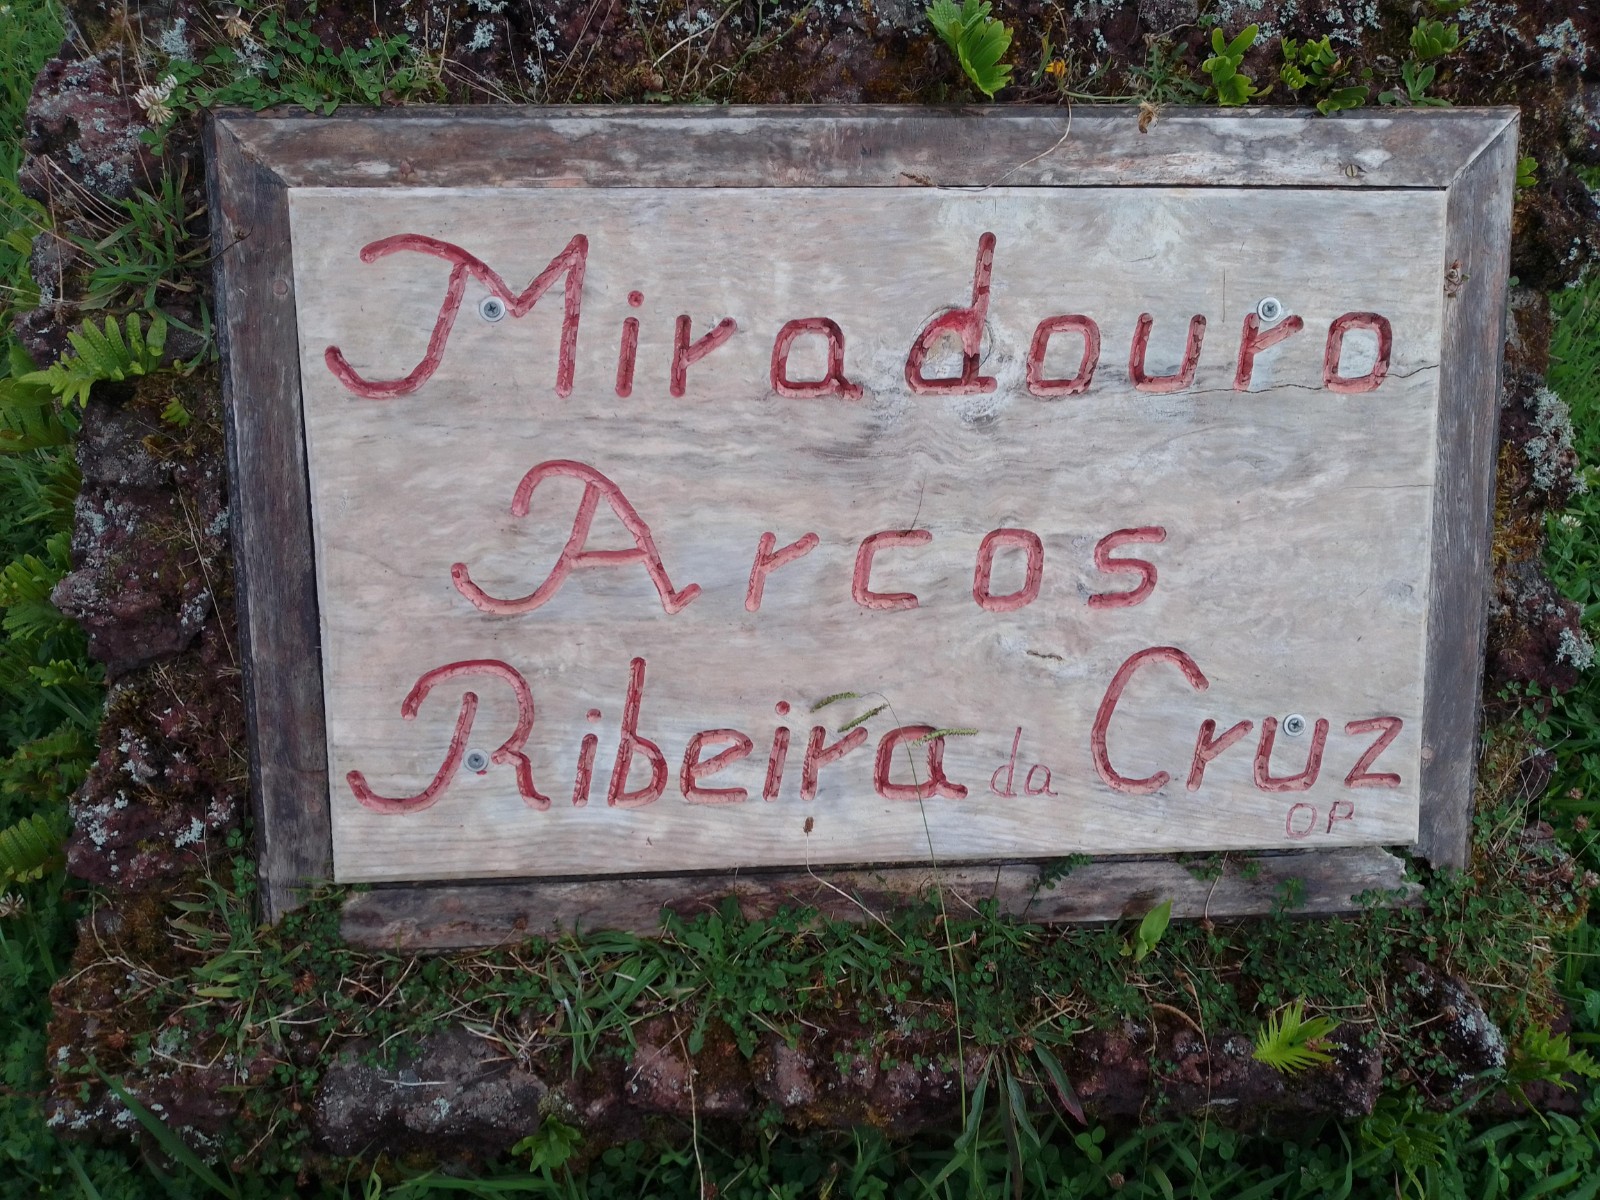 Miradouro
Arcos
Ribeira da Cruz
OP